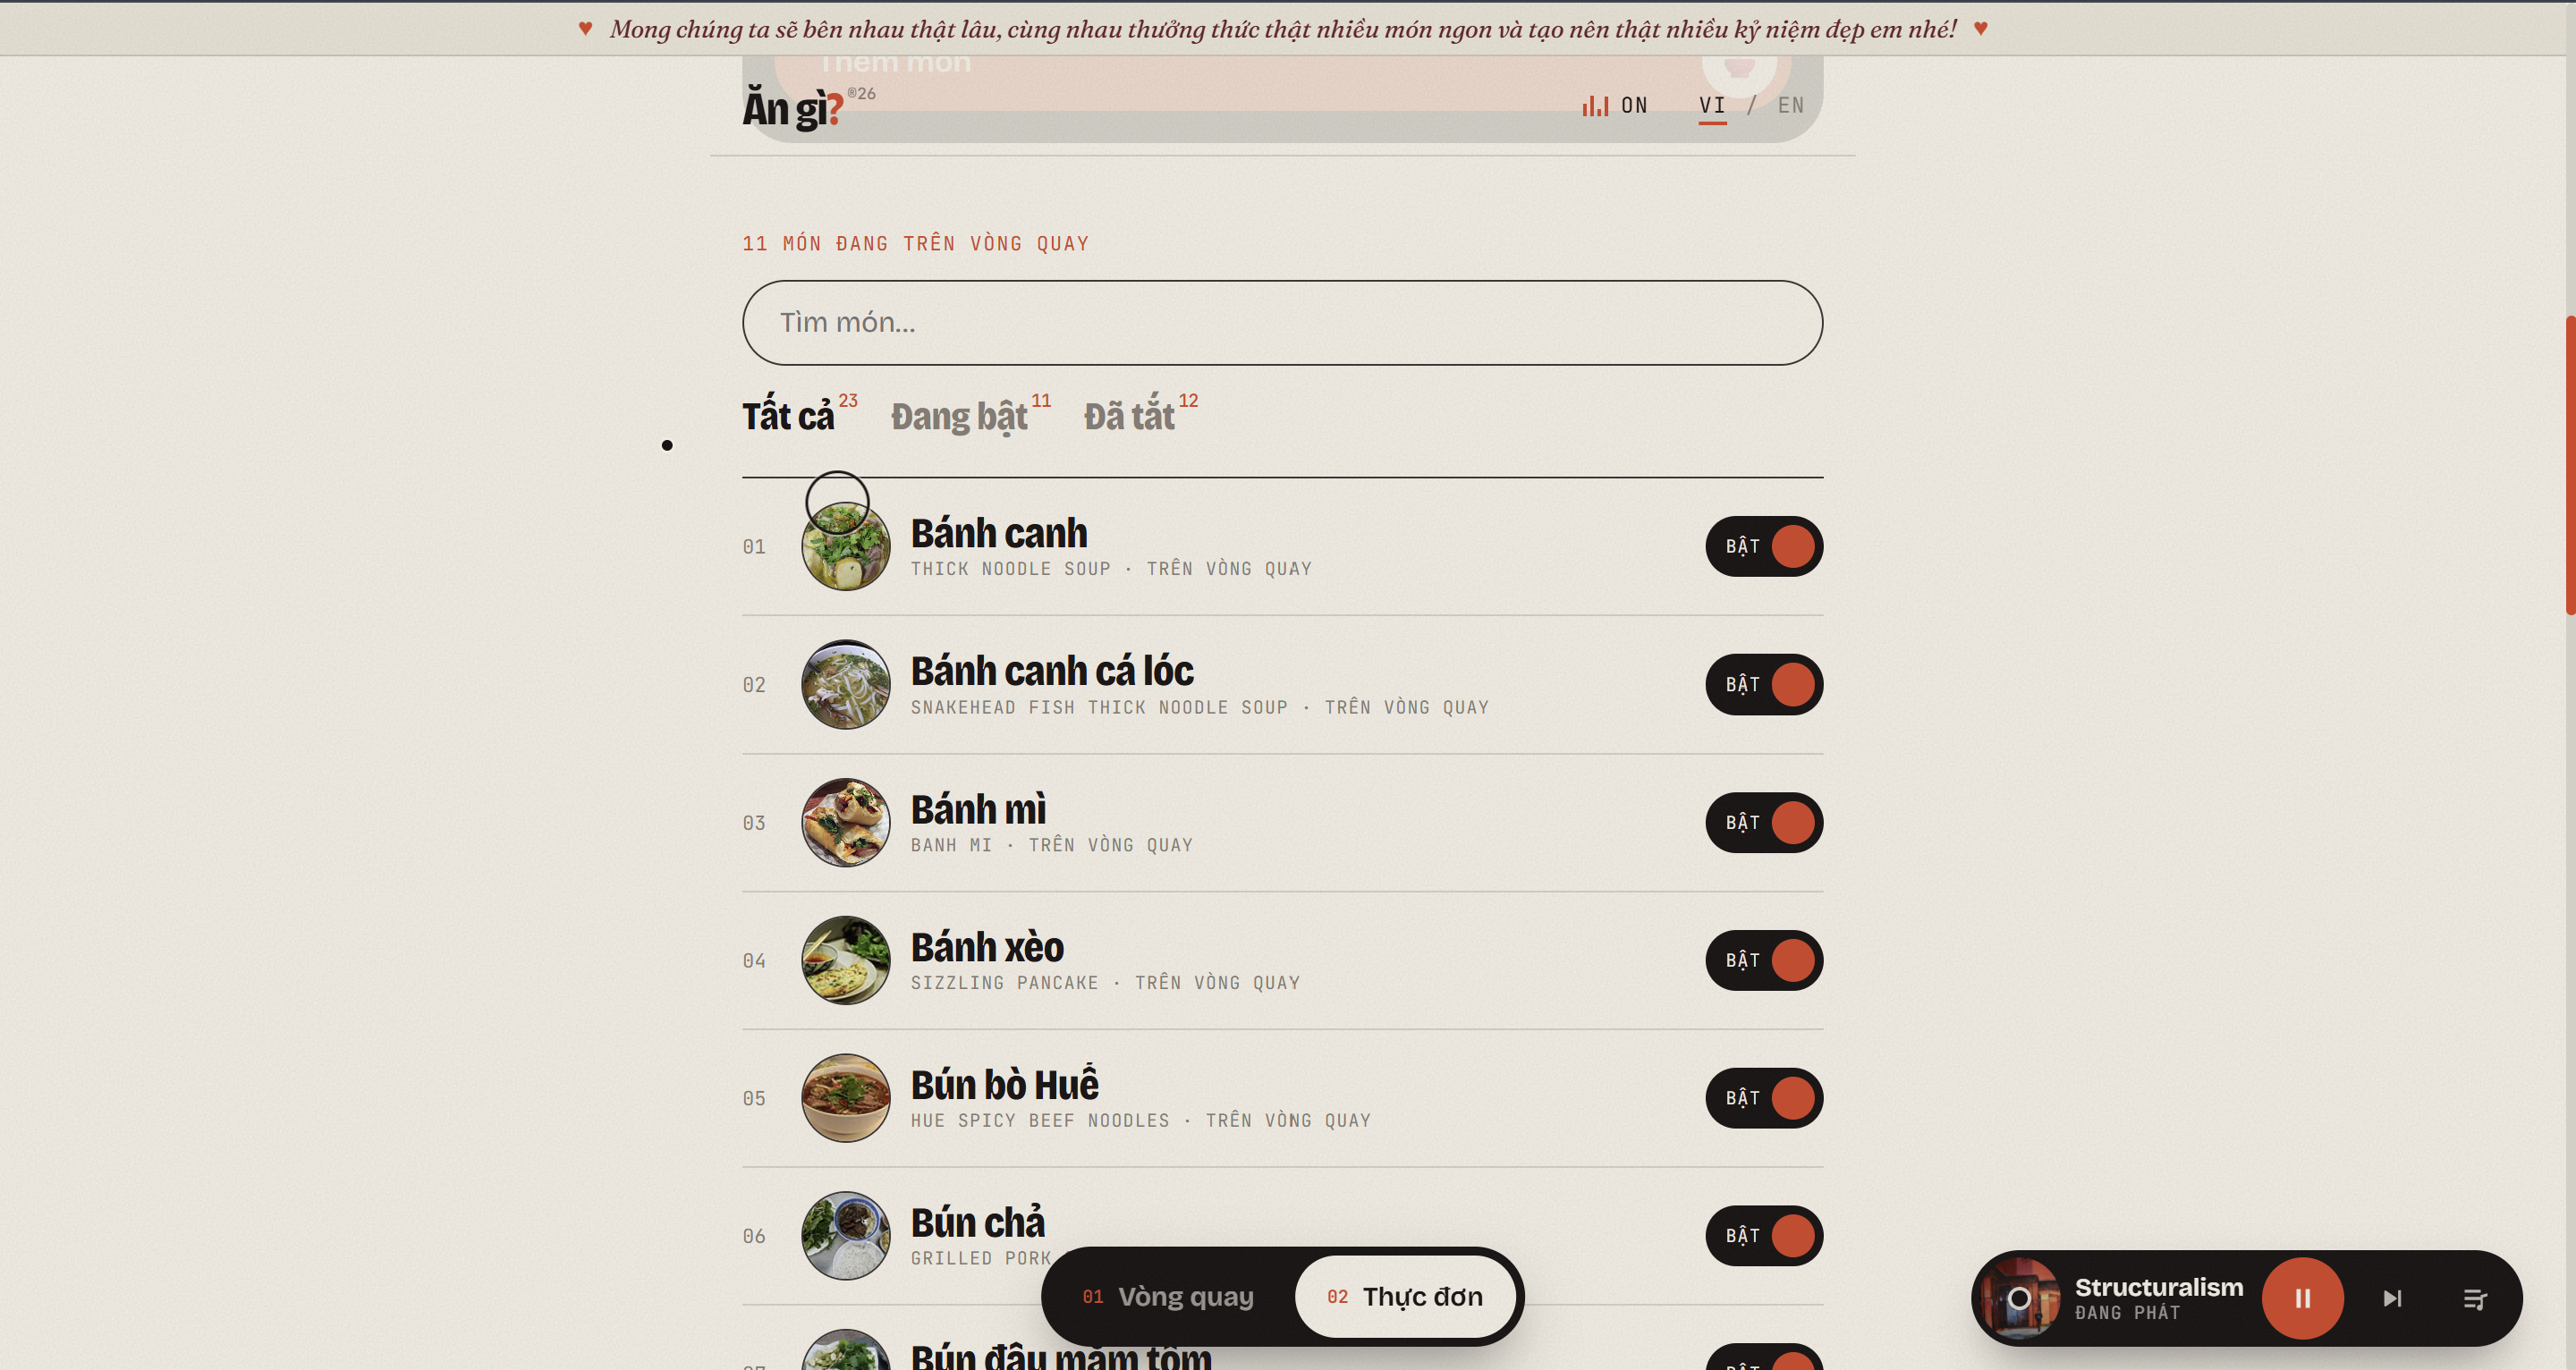 ♥ Mong chúng ta sẽ bên nhau thật lâu, cùng nhau thưởng thức thật nhiều món ngon và tạo nên thật nhiều kỷ niệm đẹp em nhé! ♥
Thêm món
Ăn gì? ®26
ON VI / EN
11 MÓN ĐANG TRÊN VÒNG QUAY
Tìm món...
Tất cả 23 Đang bật 11 Đã tắt 12
01 Bánh canh BẬT
THICK NOODLE SOUP · TRÊN VÒNG QUAY
02 Bánh canh cá lóc BẬT
SNAKEHEAD FISH THICK NOODLE SOUP · TRÊN VÒNG QUAY
03 Bánh mì BẬT
BANH MI · TRÊN VÒNG QUAY
04 Bánh xèo BẬT
SIZZLING PANCAKE · TRÊN VÒNG QUAY
05 Bún bò Huế BẬT
HUE SPICY BEEF NOODLES · TRÊN VÒNG QUAY
06 Bún chả BẬT
GRILLED PORK
01 Vòng quay 02 Thực đơn
Structuralism
ĐANG PHÁT
Bún đậu mắm tôm